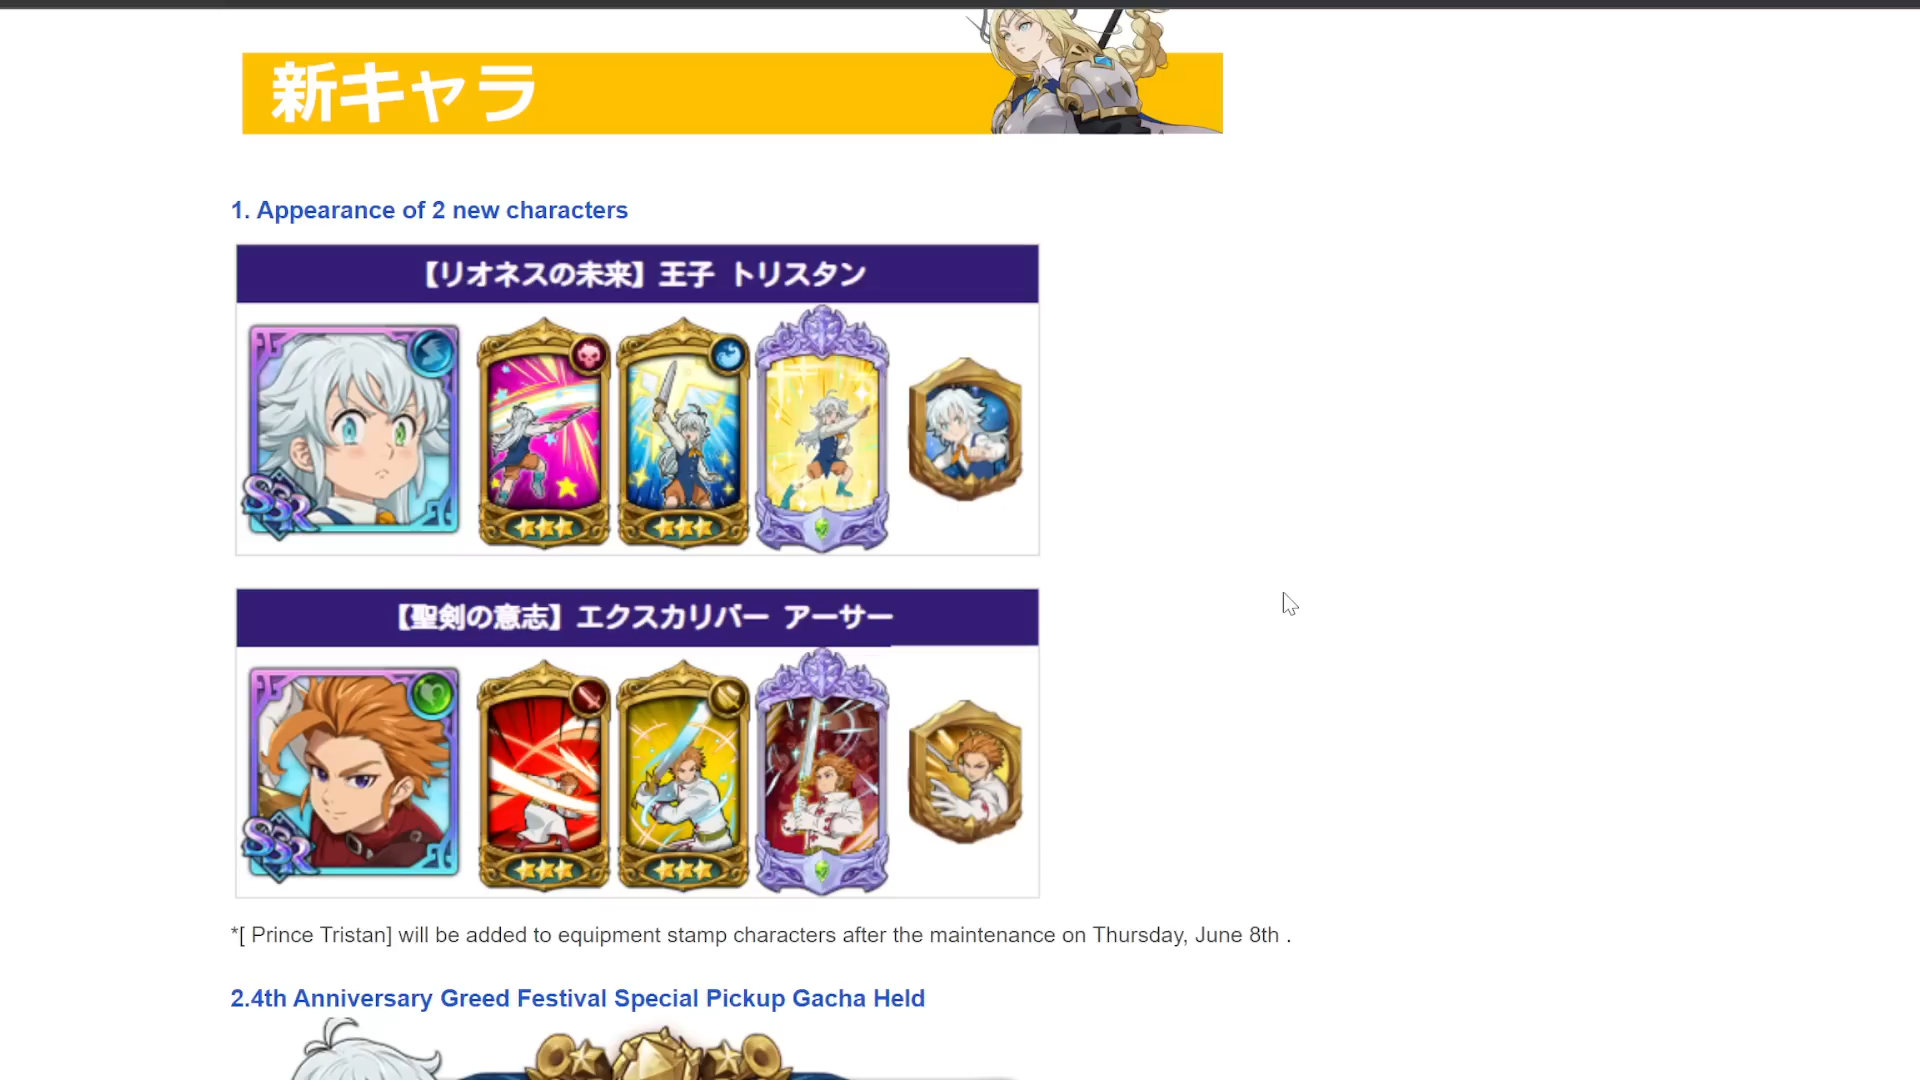 新キャラ
1. Appearance of 2 new characters
【リオネスの未来】王子 トリスタン
SSR
【聖剣の意志】エクスカリバー アーサー
SSR
*[ Prince Tristan] will be added to equipment stamp characters after the maintenance on Thursday, June 8th .
2.4th Anniversary Greed Festival Special Pickup Gacha Held